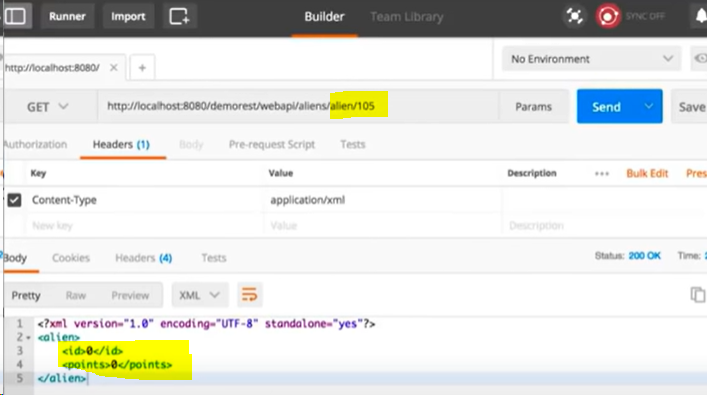 Runner Import Builder Team Library SYNC OFF
http://localhost:8080/ No Environment
GET http://localhost:8080/demorest/webapi/aliens/alien/105 Params Send Save
Authorization Headers (1) Body Pre-request Script Tests
Key Value Description Bulk Edit Pres
Content-Type application/xml
New key Value Description
Body Cookies Headers (4) Tests Status: 200 OK Time:
Pretty Raw Preview XML
1 <?xml version="1.0" encoding="UTF-8" standalone="yes"?>
2 <alien>
3 <id>0</id>
4 <points>0</points>
5 </alien>